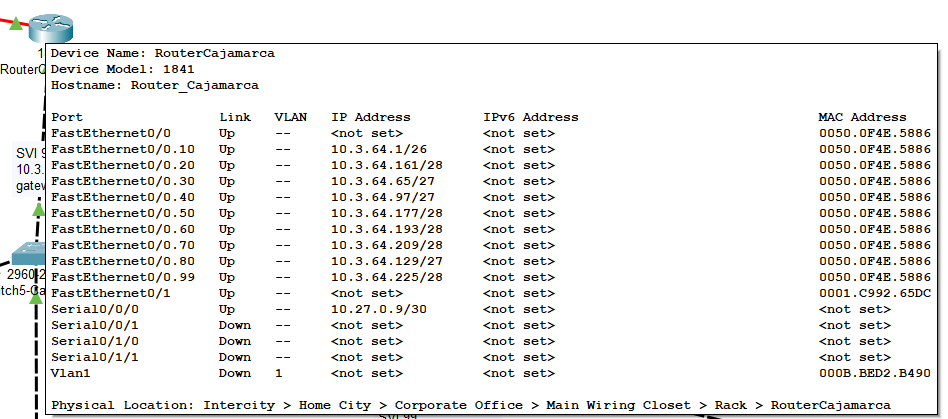 1
RouterC
SVI 9
10.3.
gatew
2960-2
tch5-Ca
Device Name: RouterCajamarca
Device Model: 1841
Hostname: Router_Cajamarca
Port Link VLAN IP Address IPv6 Address MAC Address
FastEthernet0/0 Up -- <not set> <not set> 0050.0F4E.5886
FastEthernet0/0.10 Up -- 10.3.64.1/26 <not set> 0050.0F4E.5886
FastEthernet0/0.20 Up -- 10.3.64.161/28 <not set> 0050.0F4E.5886
FastEthernet0/0.30 Up -- 10.3.64.65/27 <not set> 0050.0F4E.5886
FastEthernet0/0.40 Up -- 10.3.64.97/27 <not set> 0050.0F4E.5886
FastEthernet0/0.50 Up -- 10.3.64.177/28 <not set> 0050.0F4E.5886
FastEthernet0/0.60 Up -- 10.3.64.193/28 <not set> 0050.0F4E.5886
FastEthernet0/0.70 Up -- 10.3.64.209/28 <not set> 0050.0F4E.5886
FastEthernet0/0.80 Up -- 10.3.64.129/27 <not set> 0050.0F4E.5886
FastEthernet0/0.99 Up -- 10.3.64.225/28 <not set> 0050.0F4E.5886
FastEthernet0/1 Up -- <not set> <not set> 0001.C992.65DC
Serial0/0/0 Up -- 10.27.0.9/30 <not set> <not set>
Serial0/0/1 Down -- <not set> <not set> <not set>
Serial0/1/0 Down -- <not set> <not set> <not set>
Serial0/1/1 Down -- <not set> <not set> <not set>
Vlan1 Down 1 <not set> <not set> 000B.BED2.B490
Physical Location: Intercity > Home City > Corporate Office > Main Wiring Closet > Rack > RouterCajamarca